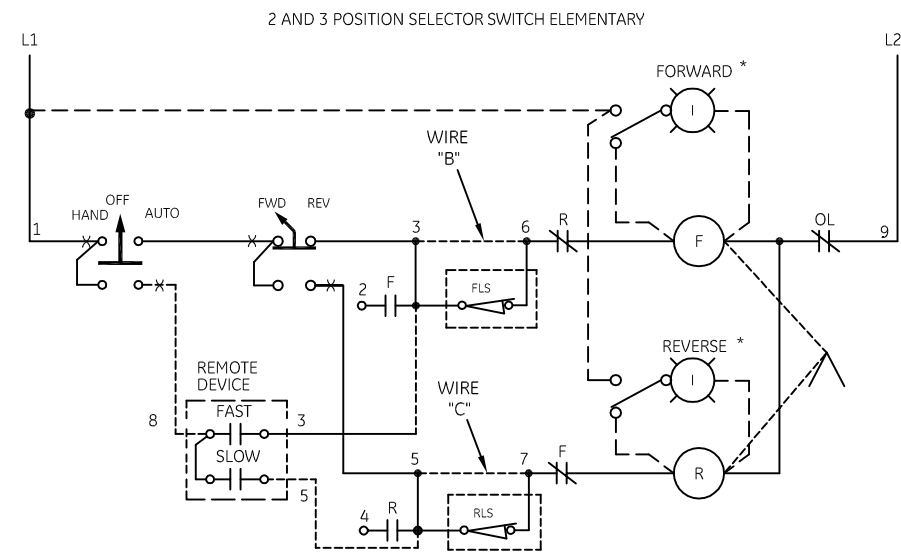 2 AND 3 POSITION SELECTOR SWITCH ELEMENTARY
L1
L2
FORWARD *
I
WIRE
"B"
OFF
HAND
AUTO
FWD
REV
1
3
6
R
F
OL
9
2
F
FLS
REVERSE *
I
REMOTE
DEVICE
FAST
8
3
WIRE
"C"
SLOW
5
5
7
F
R
4
R
RLS